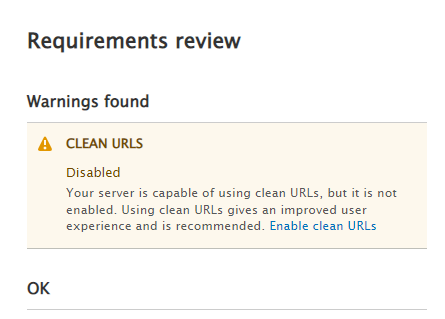 Requirements review
Warnings found
CLEAN URLS
Disabled
Your server is capable of using clean URLs, but it is not
enabled. Using clean URLs gives an improved user
experience and is recommended. Enable clean URLs
OK